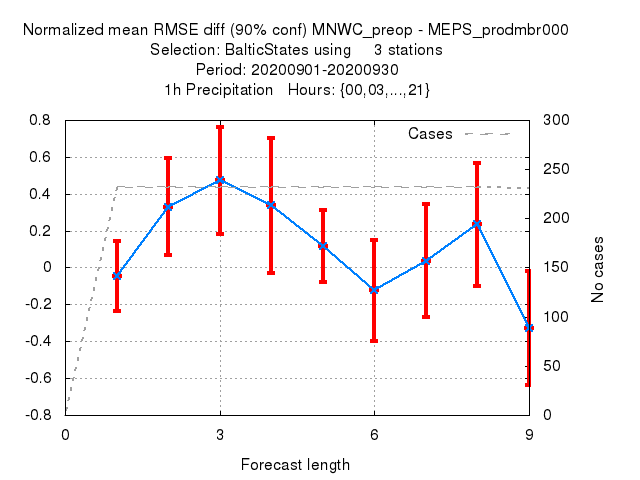 Normalized mean RMSE diff (90% conf) MNWC_preop - MEPS_prodmbr000
Selection: BalticStates using 3 stations
Period: 20200901-20200930
1h Precipitation Hours: {00,03,...,21}
Cases
0.8
0.6
0.4
0.2
0
-0.2
-0.4
-0.6
-0.8
300
250
200
150
100
50
0
No cases
0 3 6 9
Forecast length